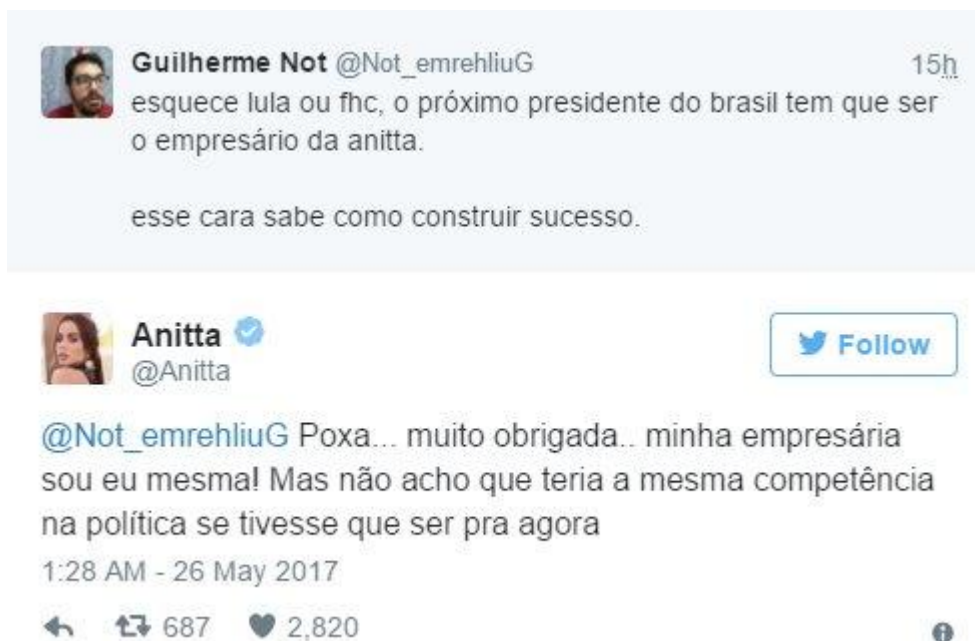 Guilherme Not @Not_emrehliuG 15h
esquece lula ou fhc, o próximo presidente do brasil tem que ser
o empresário da anitta.
esse cara sabe como construir sucesso.
Anitta
@Anitta
Follow
@Not_emrehliuG Poxa... muito obrigada.. minha empresária
sou eu mesma! Mas não acho que teria a mesma competência
na política se tivesse que ser pra agora
1:28 AM - 26 May 2017
687 2,820